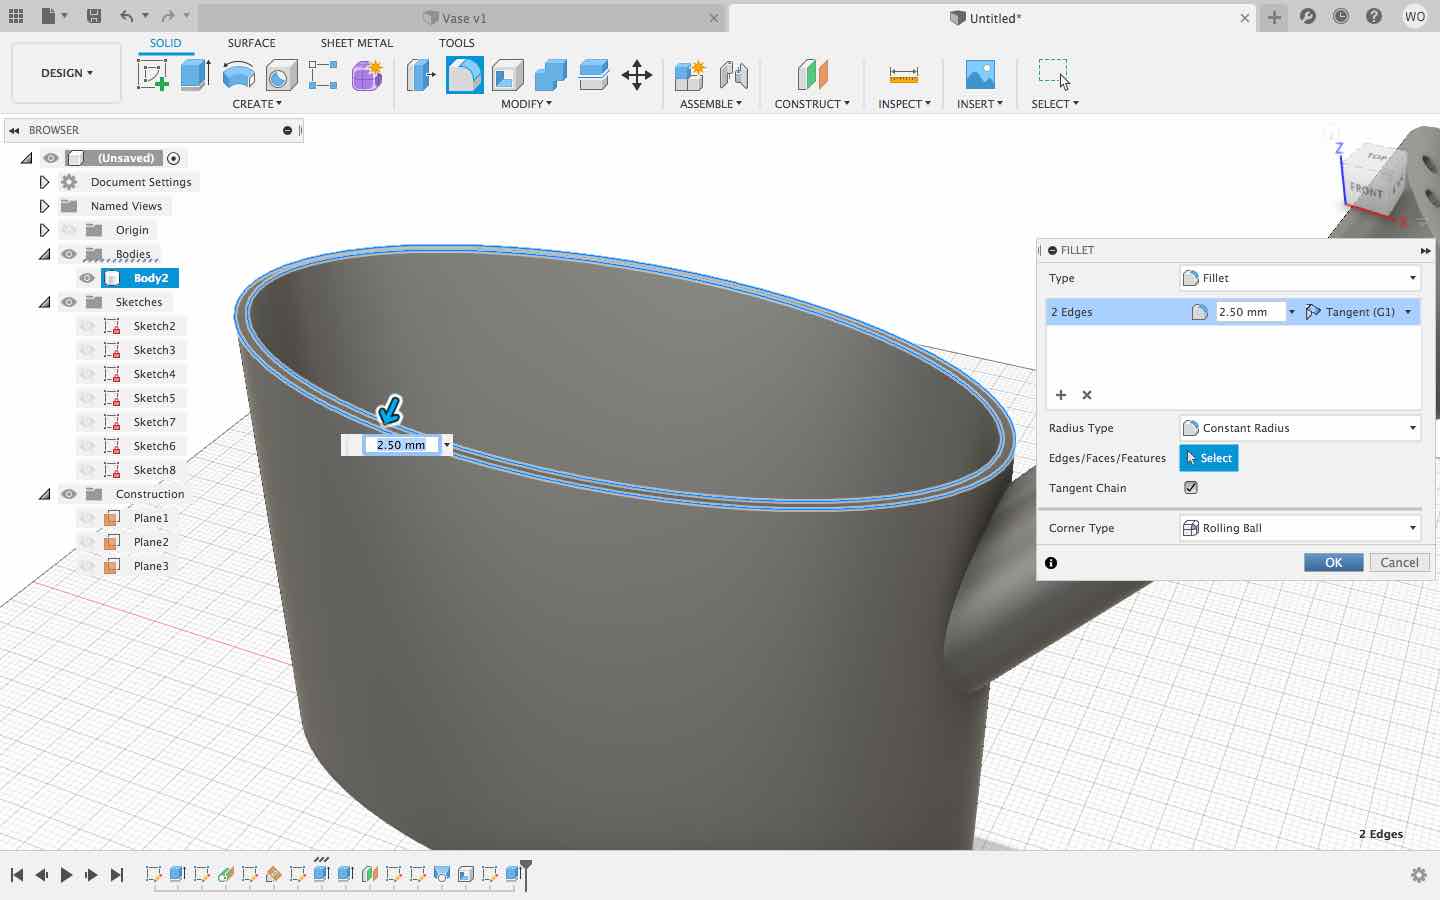 Vase v1
Untitled*
WO
DESIGN
SOLID
SURFACE
SHEET METAL
TOOLS
CREATE
MODIFY
ASSEMBLE
CONSTRUCT
INSPECT
INSERT
SELECT
BROWSER
(Unsaved)
Document Settings
Named Views
Origin
Bodies
Body2
Sketches
Sketch2
Sketch3
Sketch4
Sketch5
Sketch7
Sketch6
Sketch8
Construction
Plane1
Plane2
Plane3
2.50 mm
Z
TOP
FRONT
X
FILLET
Type
Fillet
2 Edges
2.50 mm
Tangent (G1)
Radius Type
Constant Radius
Edges/Faces/Features
Select
Tangent Chain
Corner Type
Rolling Ball
OK
Cancel
2 Edges